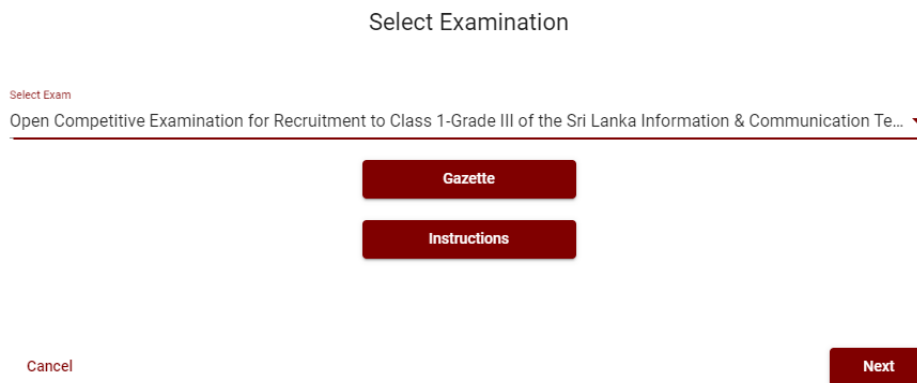 Select Examination
Select Exam
Open Competitive Examination for Recruitment to Class 1-Grade III of the Sri Lanka Information & Communication Te...
Gazette
Instructions
Cancel
Next